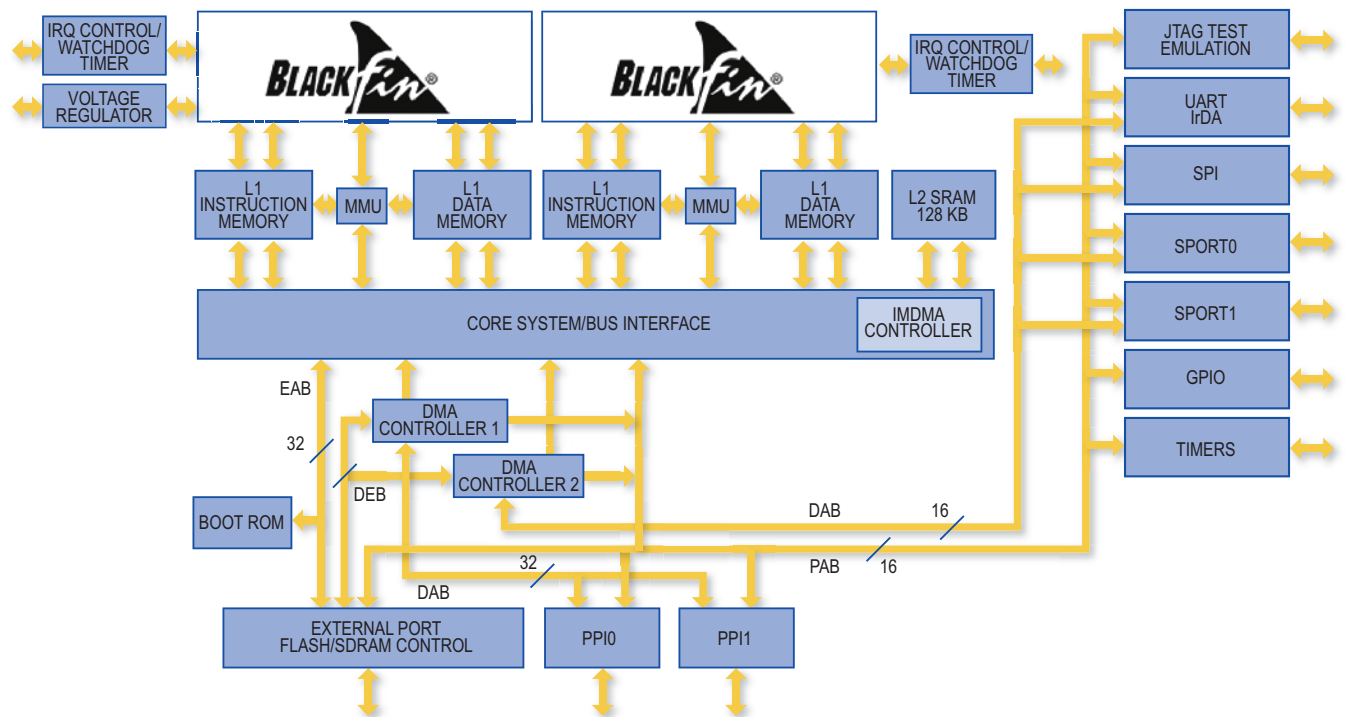 IRQ CONTROL/
WATCHDOG
TIMER
VOLTAGE
REGULATOR
BLACKfin®
BLACKfin®
IRQ CONTROL/
WATCHDOG
TIMER
JTAG TEST
EMULATION
UART
IrDA
SPI
SPORT0
SPORT1
GPIO
TIMERS
L1
INSTRUCTION
MEMORY
MMU
L1
DATA
MEMORY
L1
INSTRUCTION
MEMORY
MMU
L1
DATA
MEMORY
L2 SRAM
128 KB
CORE SYSTEM/BUS INTERFACE
IMDMA
CONTROLLER
EAB
32
DMA
CONTROLLER 1
DMA
CONTROLLER 2
DEB
BOOT ROM
DAB
16
PAB
16
32
DAB
EXTERNAL PORT
FLASH/SDRAM CONTROL
PPI0
PPI1